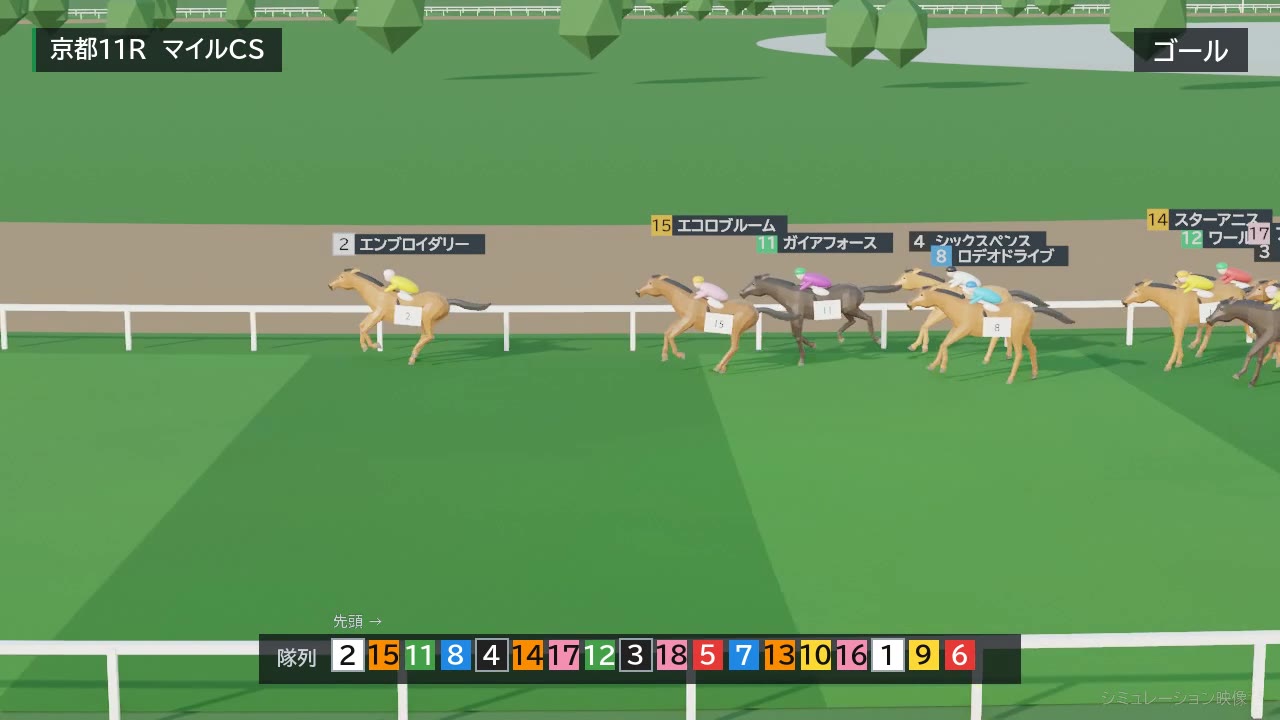 京都11R マイルCS
ゴール
14 スターアニス
15 エコロブルーム
2 エンブロイダリー
11 ガイアフォース
4 シックスペンス
12 ワール
17
8 ロデオドライブ
3
2
15
11
8
先頭 →
隊列 2 15 11 8 4 14 17 12 3 18 5 7 13 10 16 1 9 6
シミュレーション映像